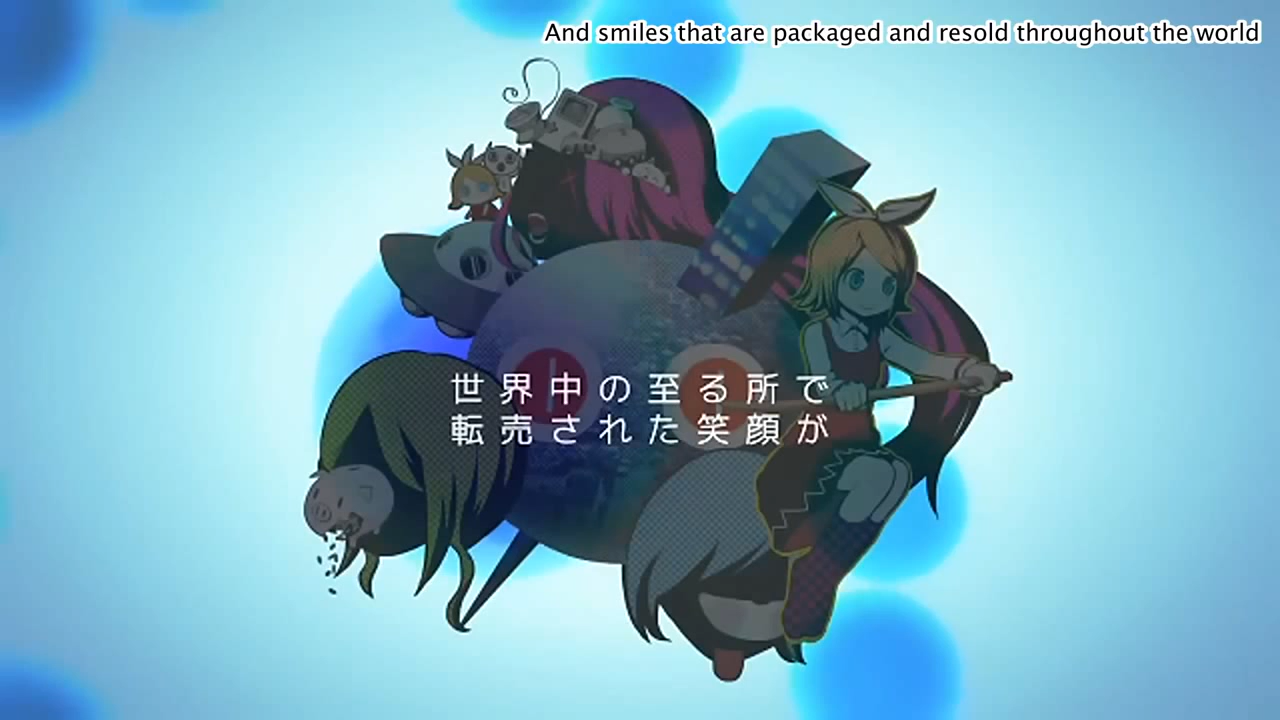 And smiles that are packaged and resold throughout the world
世界中の至る所で
転売された笑顔が